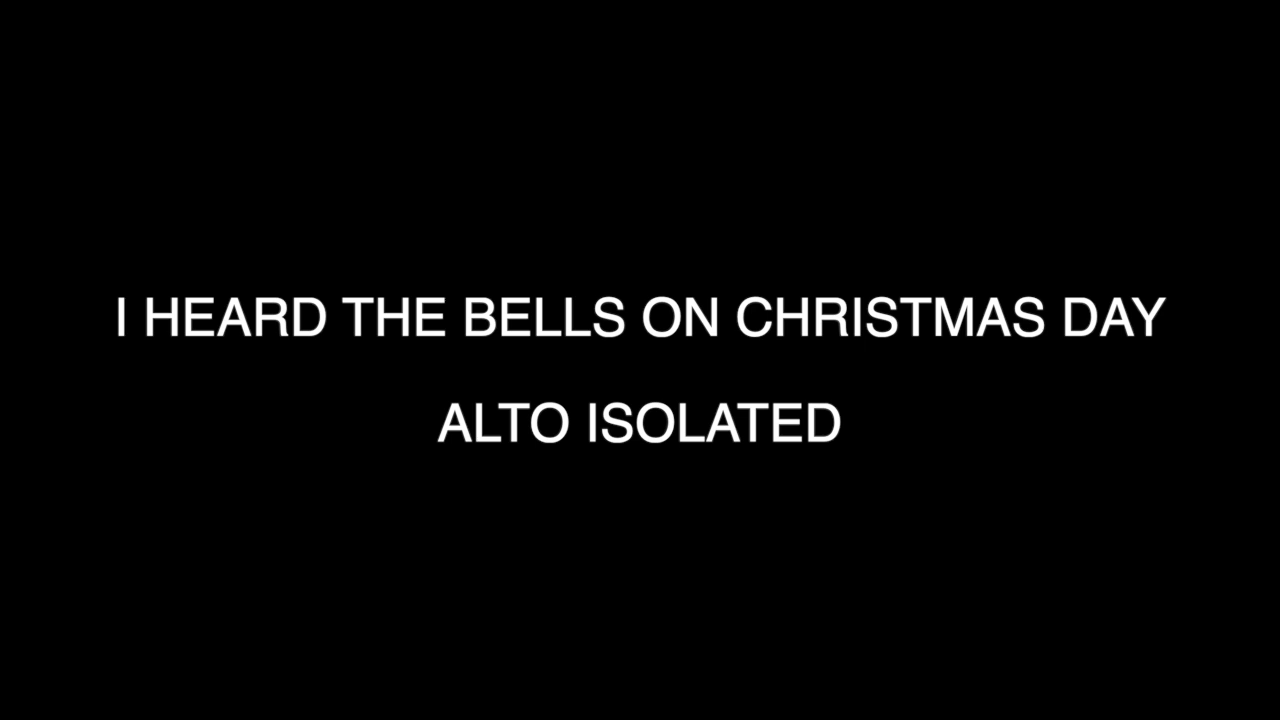 I HEARD THE BELLS ON CHRISTMAS DAY
ALTO ISOLATED